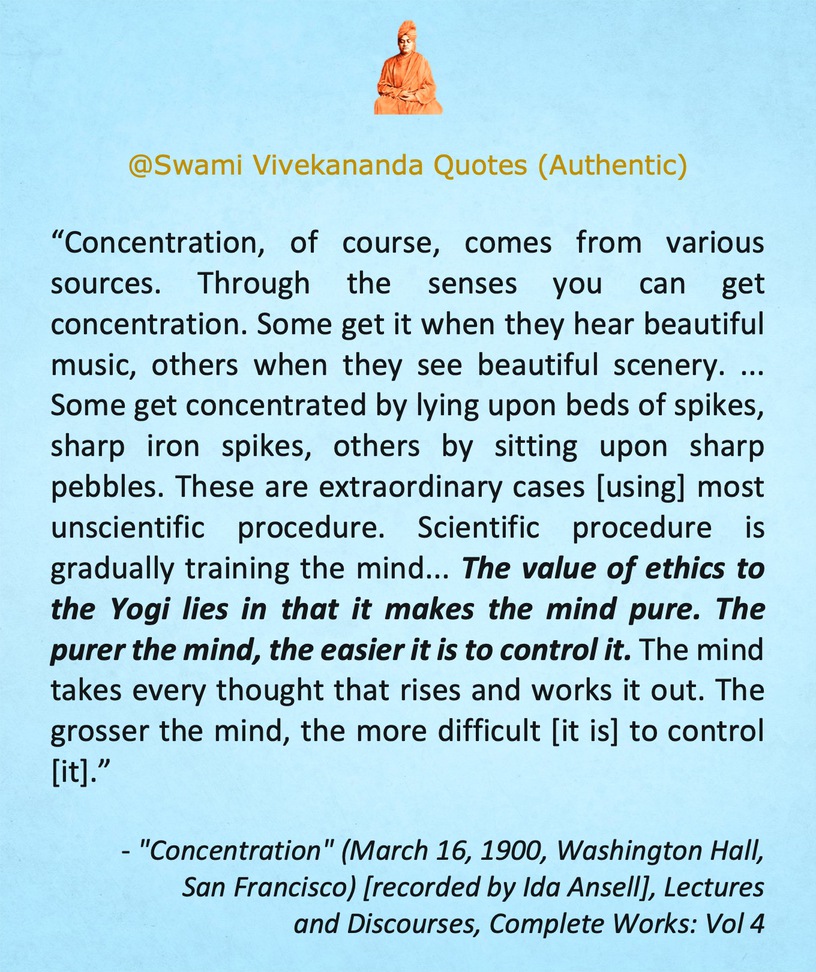 @Swami Vivekananda Quotes (Authentic)
“Concentration, of course, comes from various
sources. Through the senses you can get
concentration. Some get it when they hear beautiful
music, others when they see beautiful scenery. ...
Some get concentrated by lying upon beds of spikes,
sharp iron spikes, others by sitting upon sharp
pebbles. These are extraordinary cases [using] most
unscientific procedure. Scientific procedure is
gradually training the mind... The value of ethics to
the Yogi lies in that it makes the mind pure. The
purer the mind, the easier it is to control it. The mind
takes every thought that rises and works it out. The
grosser the mind, the more difficult [it is] to control
[it].”
- "Concentration" (March 16, 1900, Washington Hall,
San Francisco) [recorded by Ida Ansell], Lectures
and Discourses, Complete Works: Vol 4